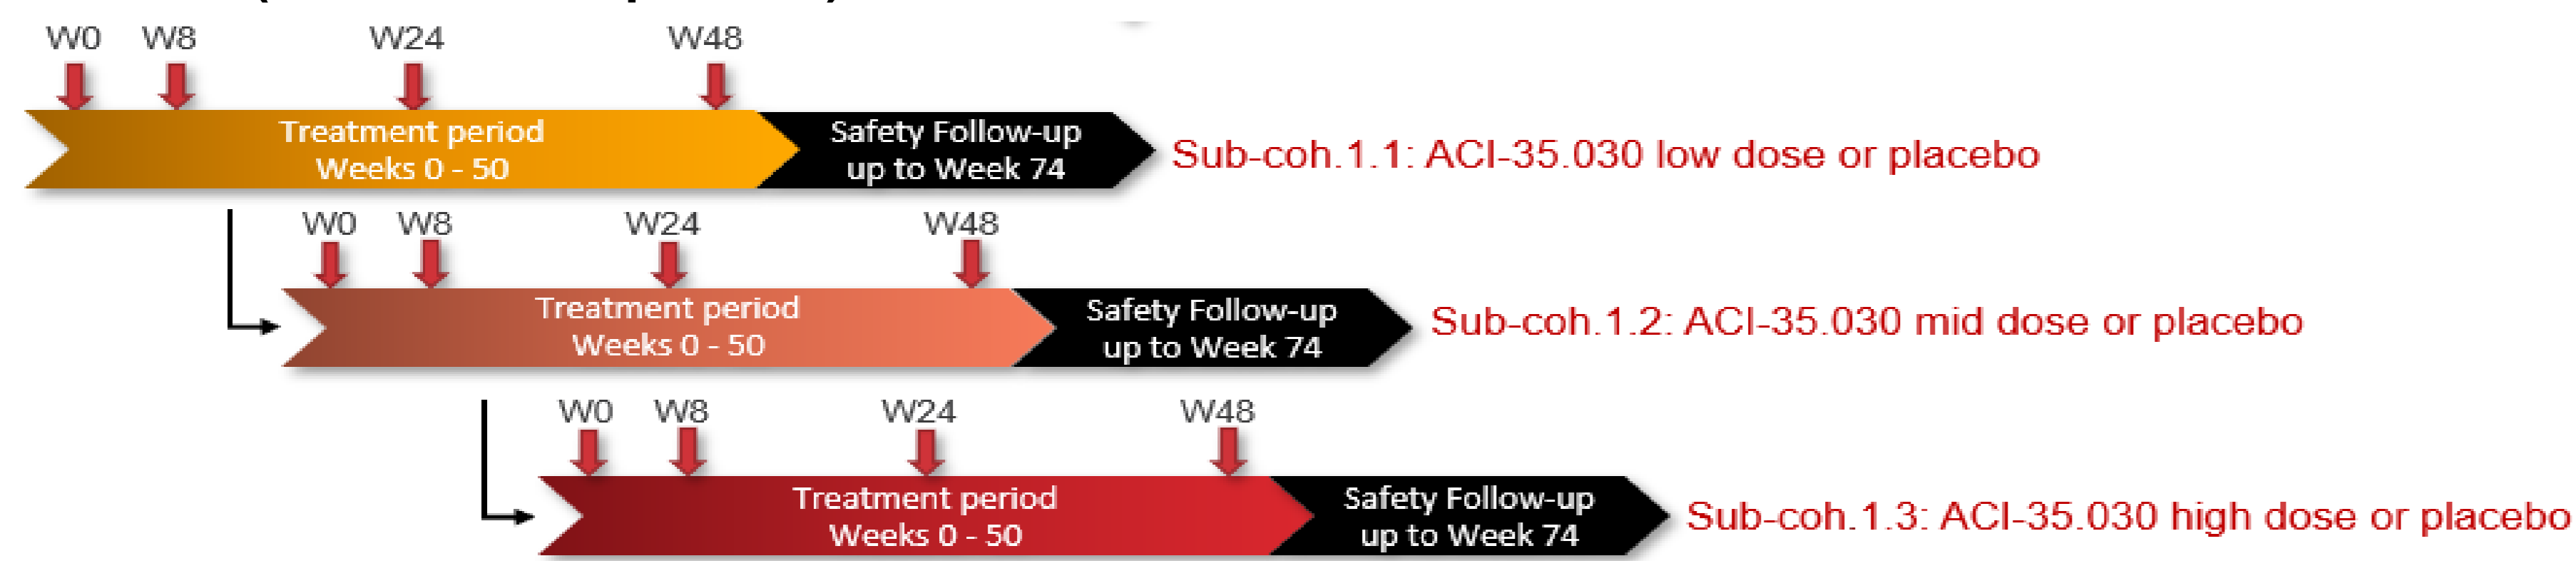 W0 W8 W24 W48
Treatment period
Weeks 0 - 50
Safety Follow-up
up to Week 74
Sub-coh.1.1: ACI-35.030 low dose or placebo
W0 W8 W24 W48
Treatment period
Weeks 0 - 50
Safety Follow-up
up to Week 74
Sub-coh.1.2: ACI-35.030 mid dose or placebo
W0 W8 W24 W48
Treatment period
Weeks 0 - 50
Safety Follow-up
up to Week 74
Sub-coh.1.3: ACI-35.030 high dose or placebo